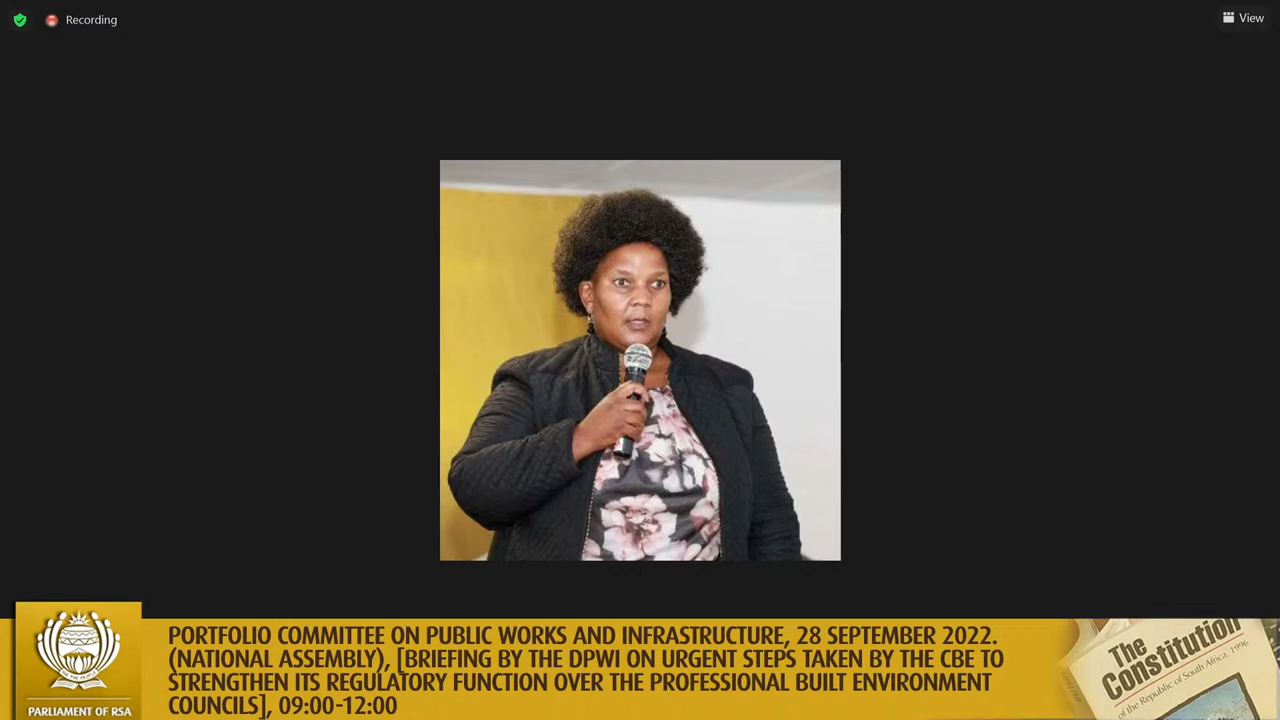 Recording
View
PORTFOLIO COMMITTEE ON PUBLIC WORKS AND INFRASTRUCTURE, 28 SEPTEMBER 2022.
(NATIONAL ASSEMBLY), [BRIEFING BY THE DPWI ON URGENT STEPS TAKEN BY THE CBE TO
STRENGTHEN ITS REGULATORY FUNCTION OVER THE PROFESSIONAL BUILT ENVIRONMENT
COUNCILS], 09:00-12:00
PARLIAMENT OF RSA
The
Constitution
of the Republic of South Africa, 1996